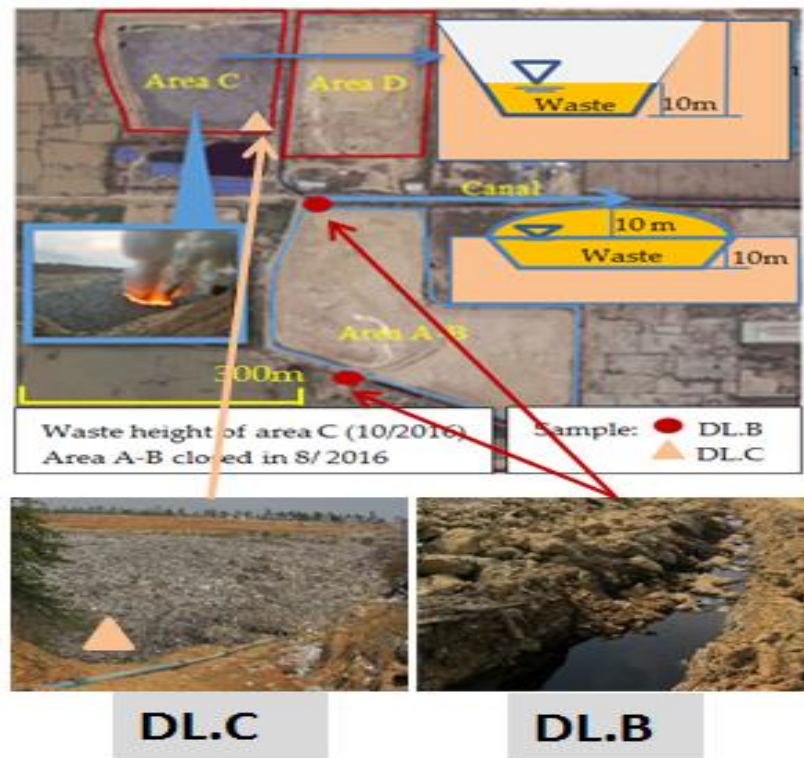 Area C
Area D
Waste
10m
Canal
10 m
Waste
10m
Area A-B
300m
Waste height of area C (10/2016)
Area A-B closed in 8/2016
Sample: DL.B
DL.C
DL.C
DL.B